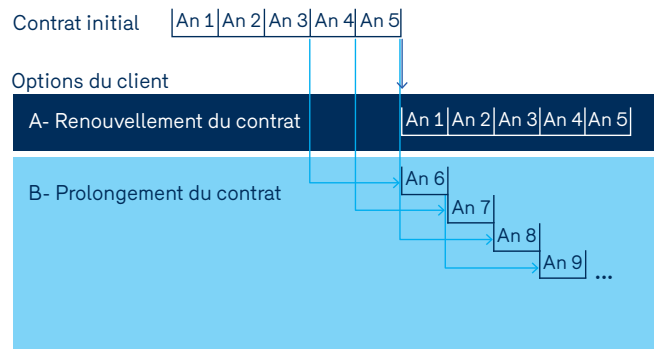 Contrat initial An 1 An 2 An 3 An 4 An 5
Options du client
A- Renouvellement du contrat An 1 An 2 An 3 An 4 An 5
B- Prolongement du contrat An 6
An 7
An 8
An 9 ...